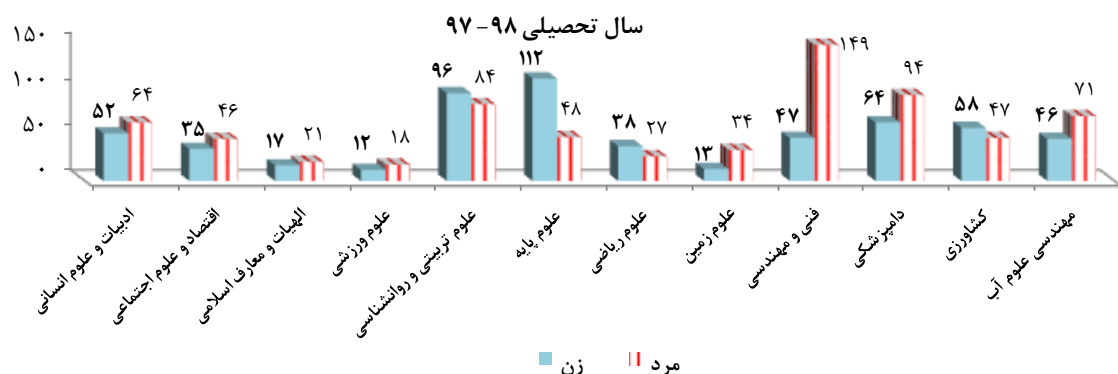 سال تحصیلی ۹۸-۹۷
۱۵۰
۱۰۰
۵۰
۰
۵۲ ۶۴
۳۵ ۴۶
۱۷ ۲۱
۱۲ ۱۸
۹۶ ۸۴
۱۱۲ ۴۸
۳۸ ۲۷
۱۳ ۳۴
۴۷ ۱۴۹
۶۴ ۹۴
۵۸ ۴۷
۴۶ ۷۱
ادبیات و علوم انسانی
اقتصاد و علوم اجتماعی
الهیات و معارف اسلامی
علوم ورزشی
علوم تربیتی و روانشناسی
علوم پایه
علوم ریاضی
علوم زمین
فنی و مهندسی
دامپزشکی
کشاورزی
مهندسی علوم آب
زن
مرد